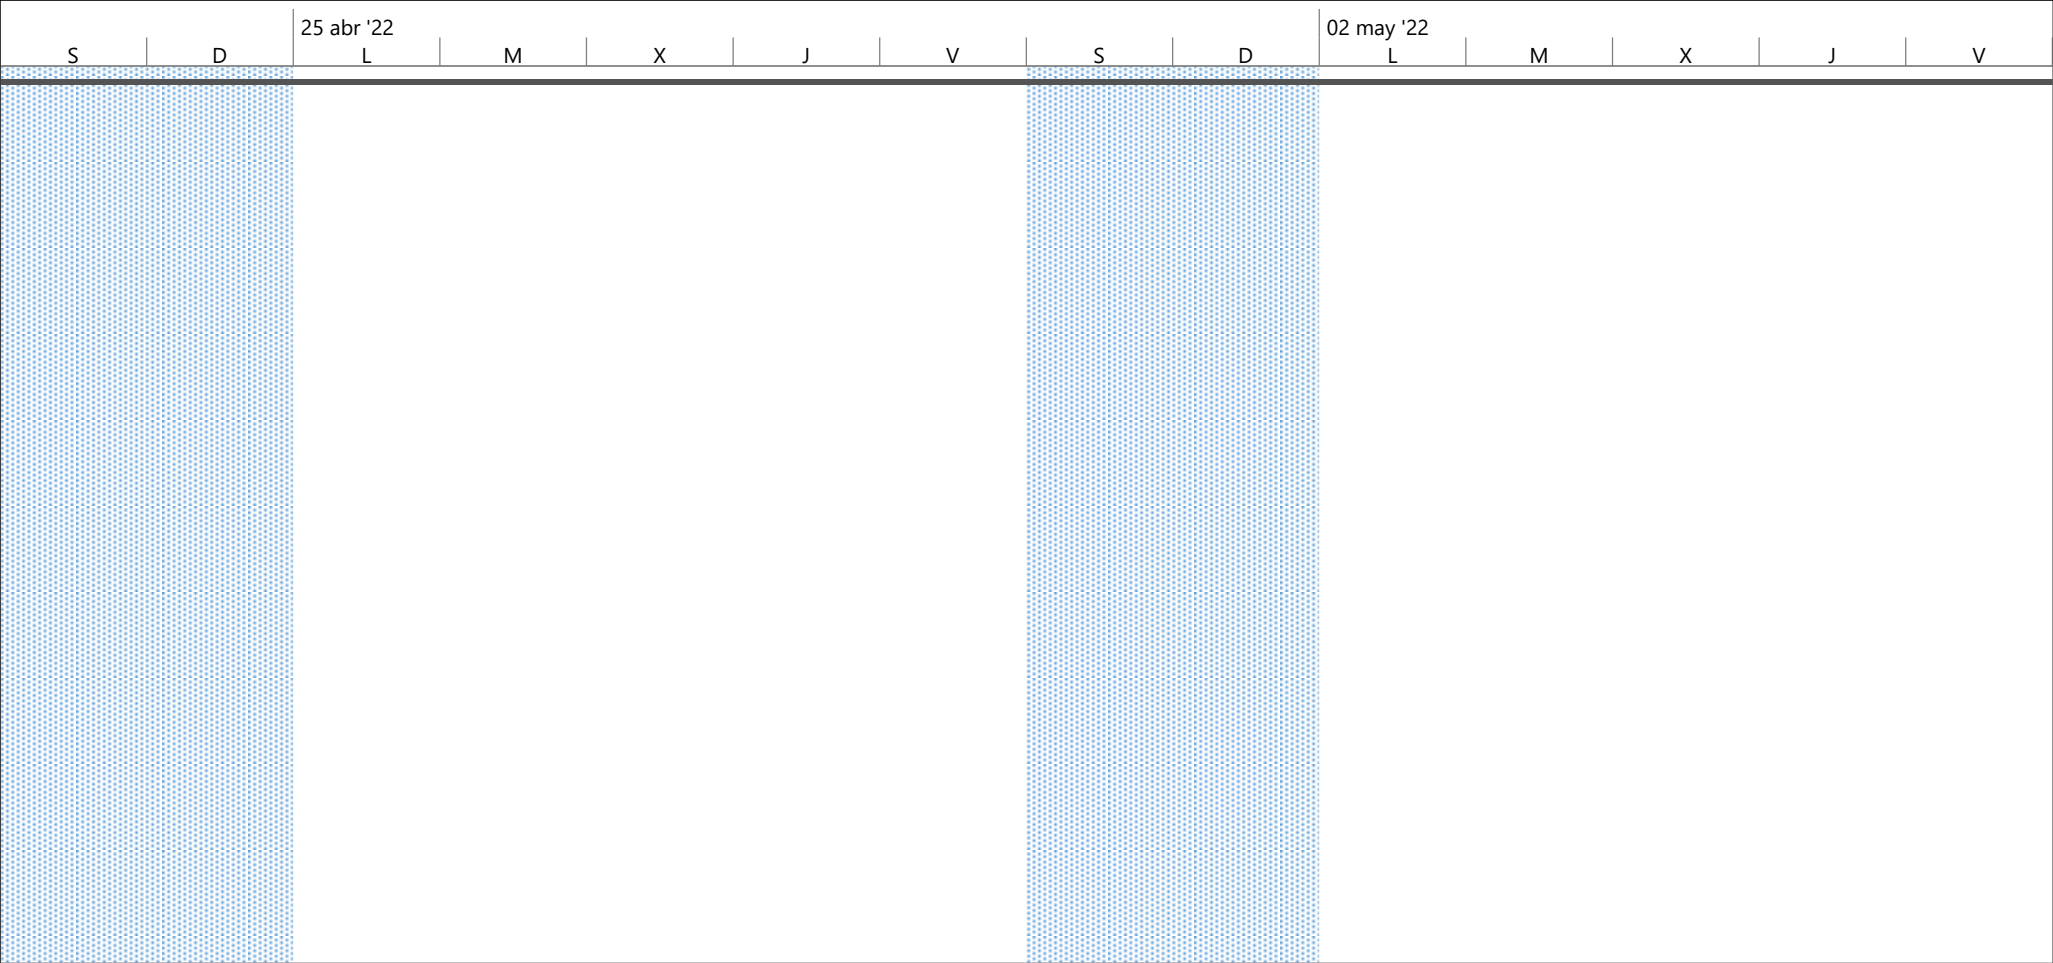 25 abr '22 02 may '22
S D L M X J V S D L M X J V